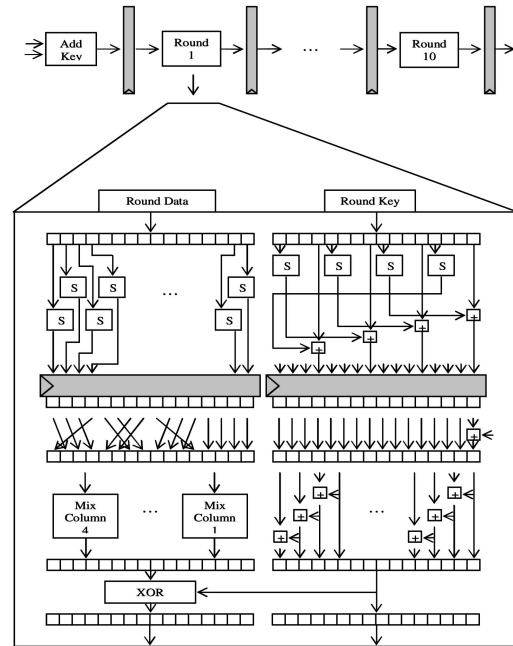 Add
Key
Round
1
...
Round
10
Round Data
Round Key
S
S
S
S
S
S
S
S
S
S
...
+
+
+
+
+
Mix
Column
4
...
Mix
Column
1
+
+
+
+
+
+
...
XOR